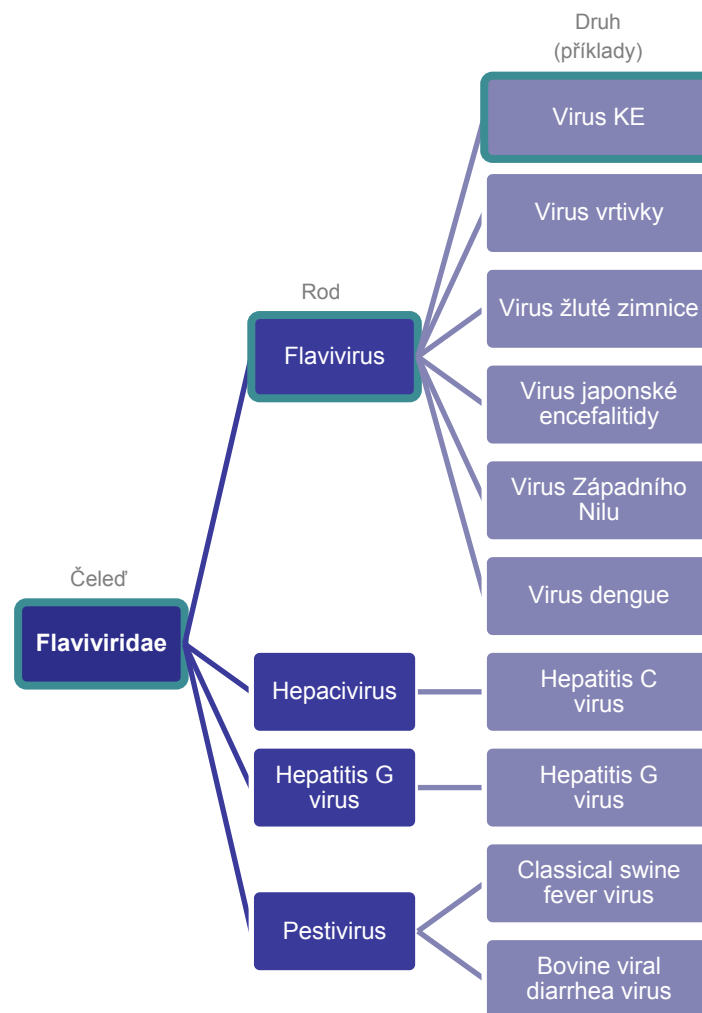 Druh
(příklady)
Virus KE
Virus vrtivky
Rod
Virus žluté zimnice
Flavivirus
Virus japonské
encefalitidy
Virus Západního
Nilu
Čeleď
Virus dengue
Flaviviridae
Hepacivirus
Hepatitis C
virus
Hepatitis G
virus
Hepatitis G
virus
Classical swine
fever virus
Pestivirus
Bovine viral
diarrhea virus